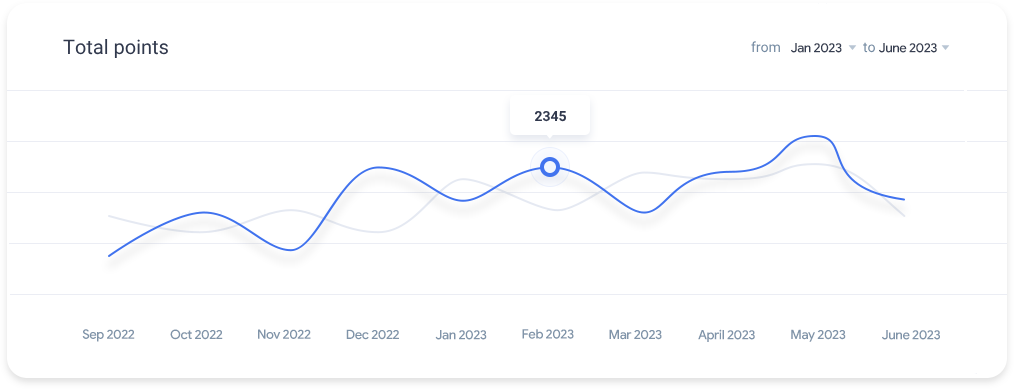 Total points
from Jan 2023 to June 2023
2345
Sep 2022 Oct 2022 Nov 2022 Dec 2022 Jan 2023 Feb 2023 Mar 2023 April 2023 May 2023 June 2023